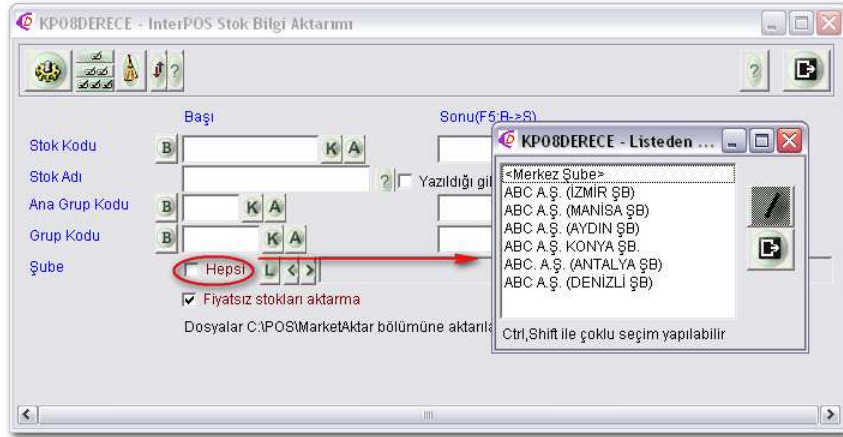 KP08DERECE - InterPOS Stok Bilgi Aktarımı
?
?
Başı
Sonu(F5:B->S)
Stok Kodu
B
K
A
Stok Adı
?
Yazıldığı gi
Ana Grup Kodu
B
K
A
Grup Kodu
B
K
A
Şube
Hepsi
L
<
>
Fiyatsız stokları aktarma
Dosyalar C:\POS\MarketAktar bölümüne aktarıla
KP08DERECE - Listeden ...
<Merkez Şube>
ABC A.Ş. (İZMİR ŞB)
ABC A.Ş. (MANİSA ŞB)
ABC A.Ş. (AYDIN ŞB)
ABC A.Ş. KONYA ŞB.
ABC. A.Ş. (ANTALYA ŞB)
ABC A.Ş. (DENİZLİ ŞB)
Ctrl,Shift ile çoklu seçim yapılabilir